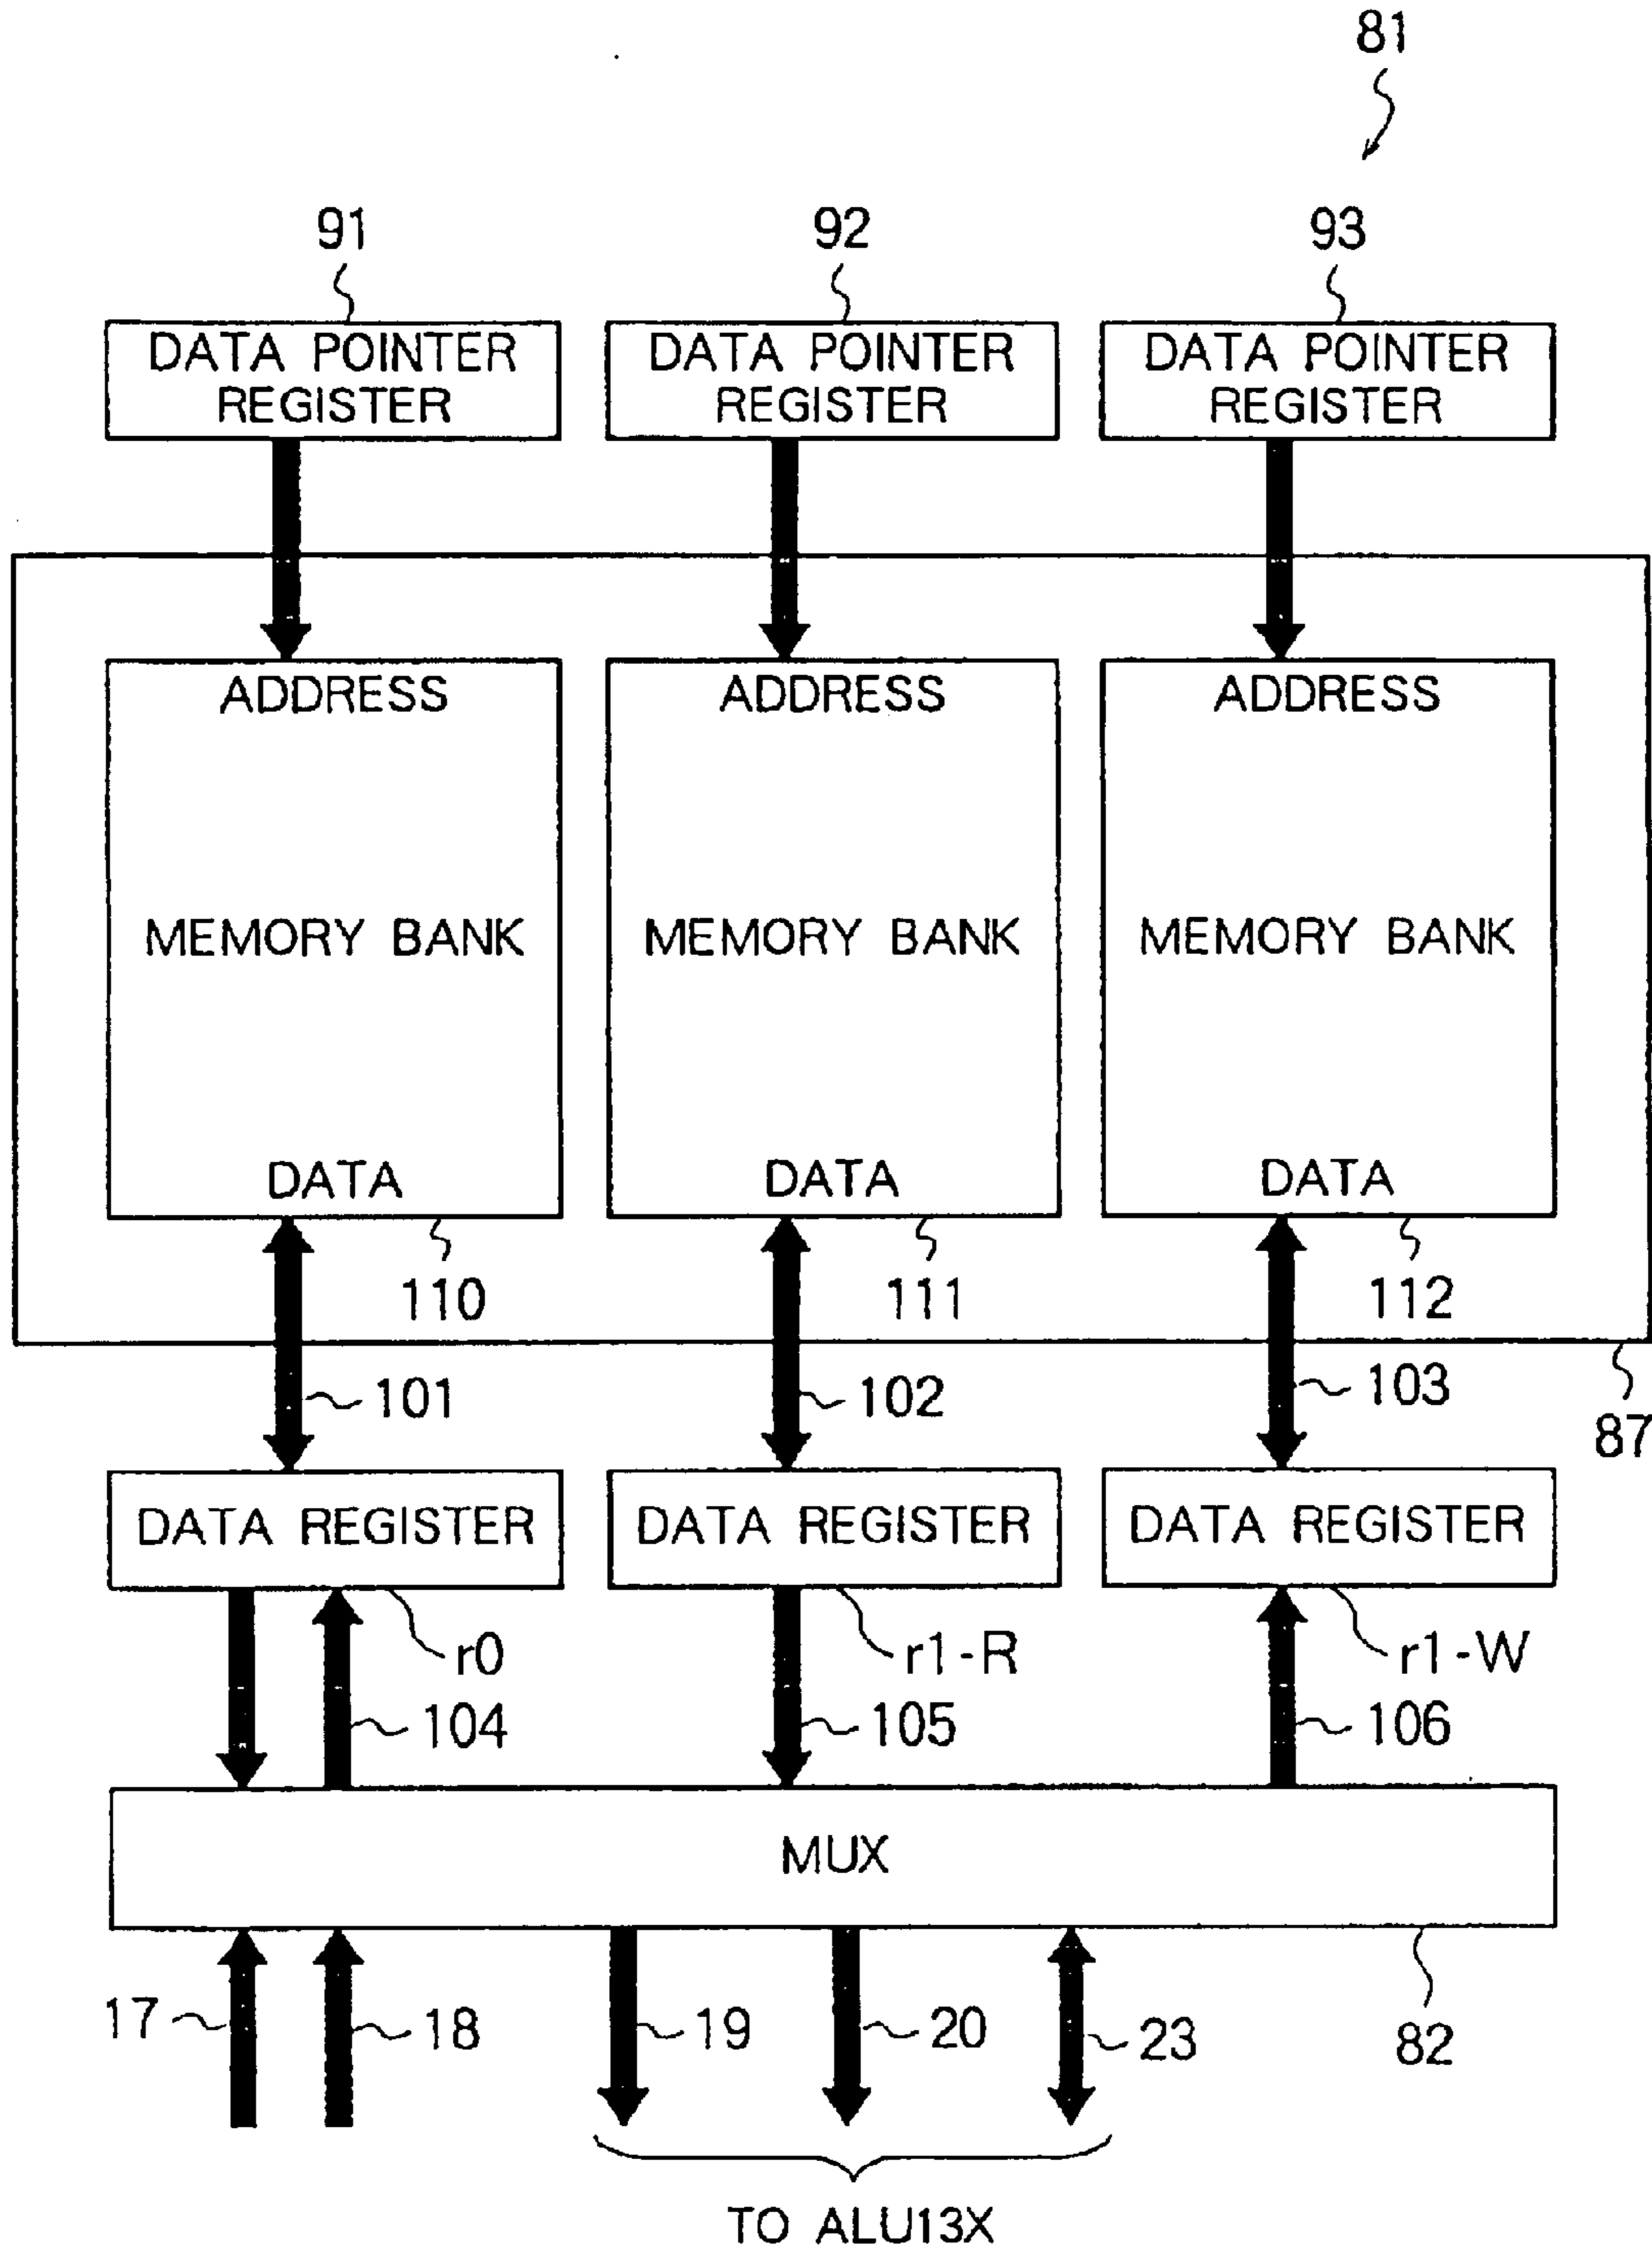 81
91 92 93
DATA POINTER REGISTER
DATA POINTER REGISTER
DATA POINTER REGISTER
ADDRESS ADDRESS ADDRESS
MEMORY BANK MEMORY BANK MEMORY BANK
DATA DATA DATA
110 111 112
101 102 103
87
DATA REGISTER DATA REGISTER DATA REGISTER
r0 r1-R r1-W
104 105 106
MUX
17 18 19 20 23 82
TO ALU13X